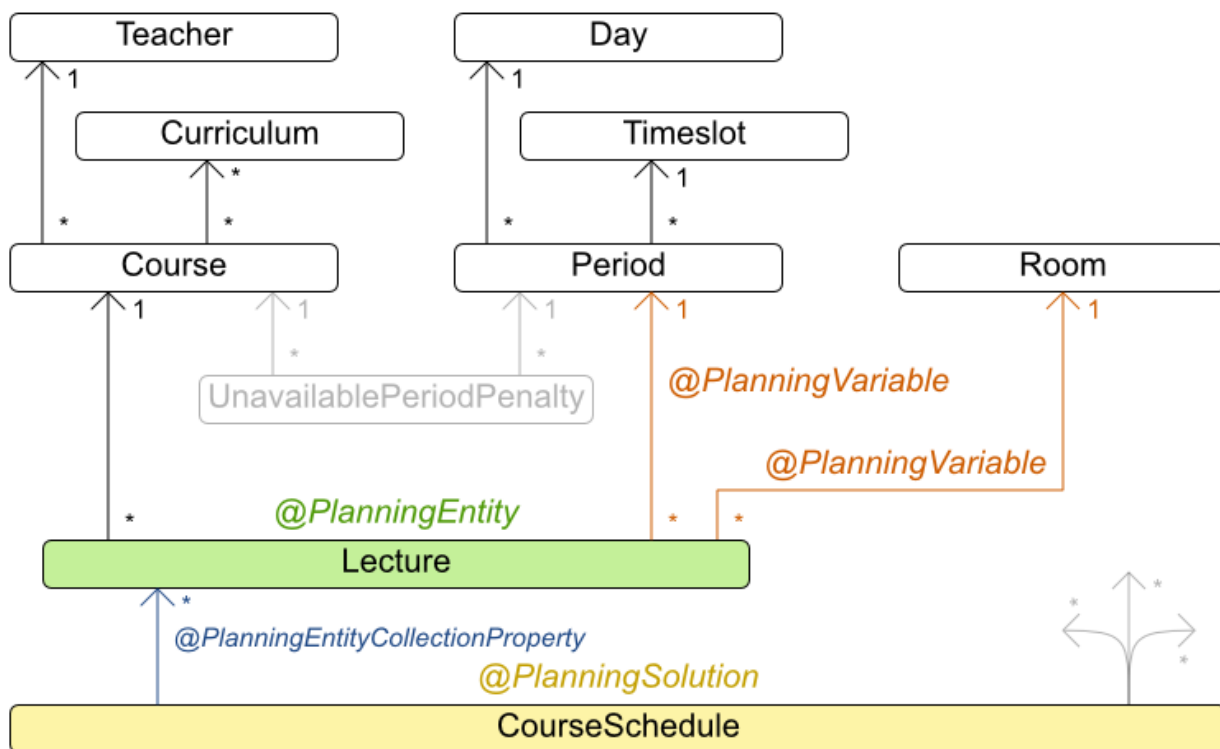 Teacher
Day
1
1
Curriculum
Timeslot
*
1
*
*
*
*
Course
Period
Room
1
1
1
1
1
*
*
UnavailablePeriodPenalty
@PlanningVariable
@PlanningVariable
@PlanningEntity
*
*
*
Lecture
*
*
*
*
@PlanningEntityCollectionProperty
@PlanningSolution
CourseSchedule